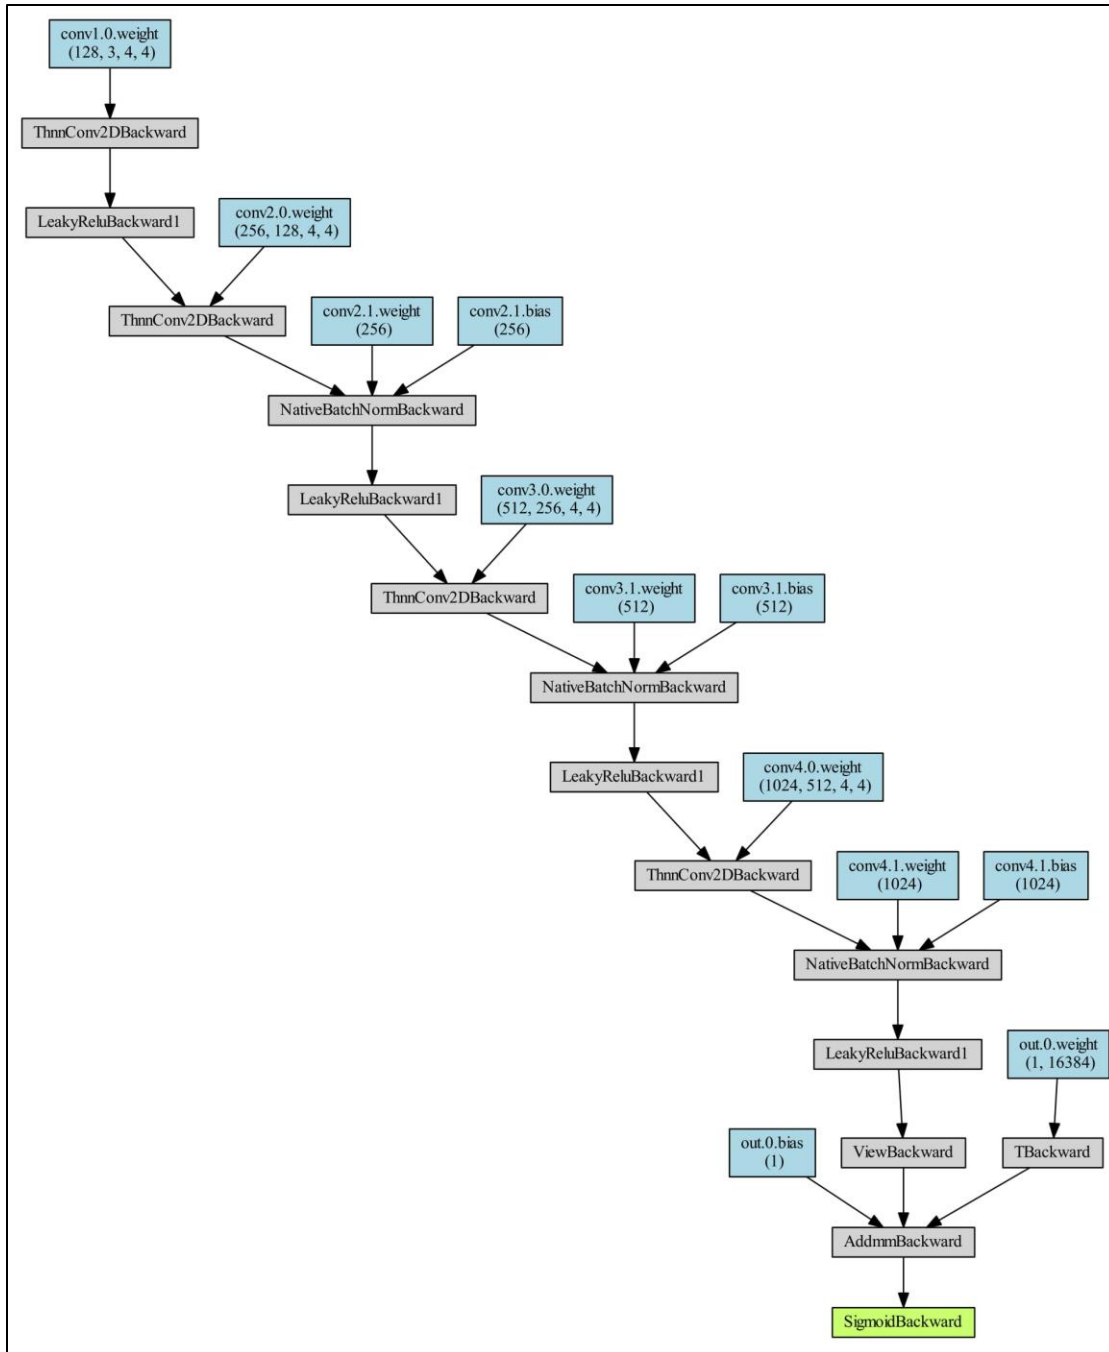 conv1.0.weight
(128, 3, 4, 4)
ThnnConv2DBackward
LeakyReluBackward1
conv2.0.weight
(256, 128, 4, 4)
ThnnConv2DBackward
conv2.1.weight
(256)
conv2.1.bias
(256)
NativeBatchNormBackward
LeakyReluBackward1
conv3.0.weight
(512, 256, 4, 4)
ThnnConv2DBackward
conv3.1.weight
(512)
conv3.1.bias
(512)
NativeBatchNormBackward
LeakyReluBackward1
conv4.0.weight
(1024, 512, 4, 4)
ThnnConv2DBackward
conv4.1.weight
(1024)
conv4.1.bias
(1024)
NativeBatchNormBackward
LeakyReluBackward1
out.0.weight
(1, 16384)
out.0.bias
(1)
ViewBackward
TBackward
AddmmBackward
SigmoidBackward